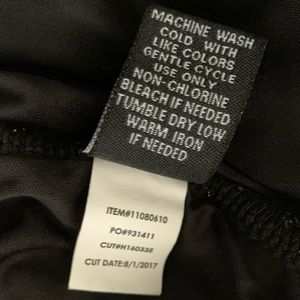 MACHINE WASH
COLD WITH
LIKE COLORS
GENTLE CYCLE
USE ONLY
NON-CHLORINE
BLEACH IF NEEDED
TUMBLE DRY LOW
WARM IRON
IF NEEDED
ITEM#11080610
PO#931411
CUT#H160335
CUT DATE:8/1/2017